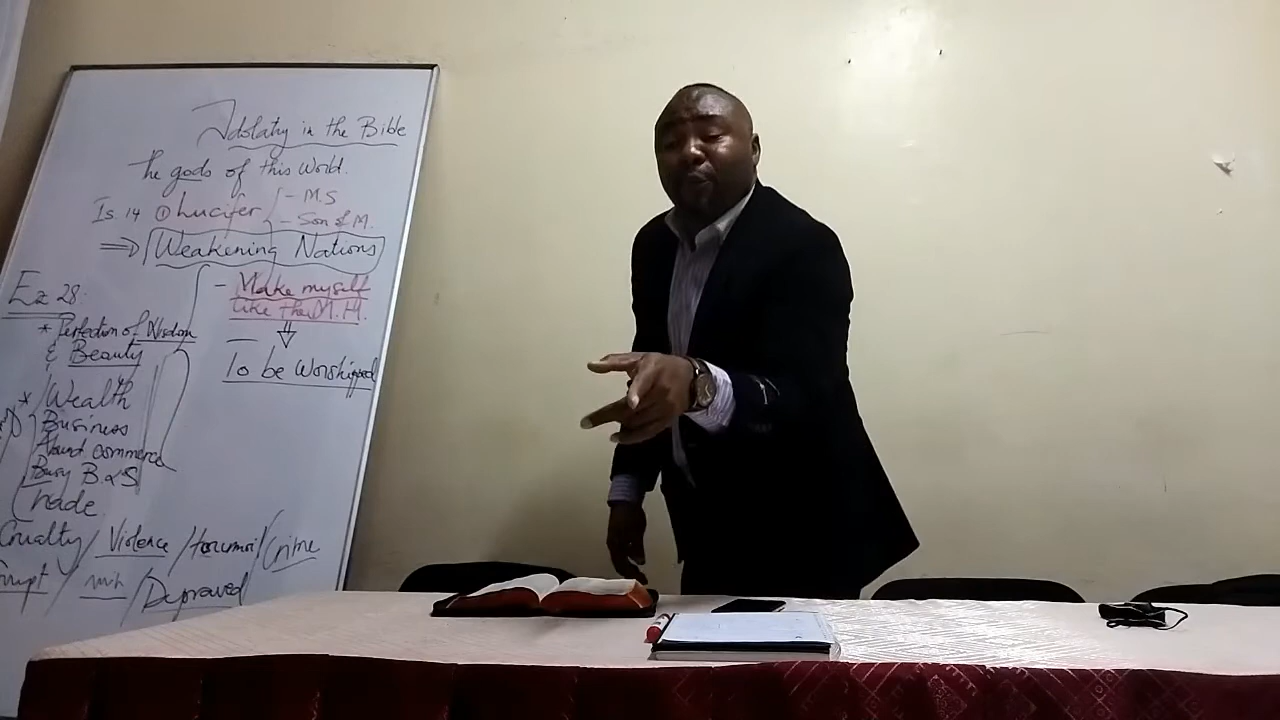 Idolatry in the Bible
The gods of this World.
Is. 14 ① Lucifer - M.S
- Son of M.
⇒ Weakening Nations
- Make myself
like the M.H.
To be Worshipped
Ez 28.
* Perfection of Wisdom
& Beauty
* Wealth
Business
Abund. commerce
Busy B & S
Trade
Crualty / Violence / / Crime
/ / Depraved